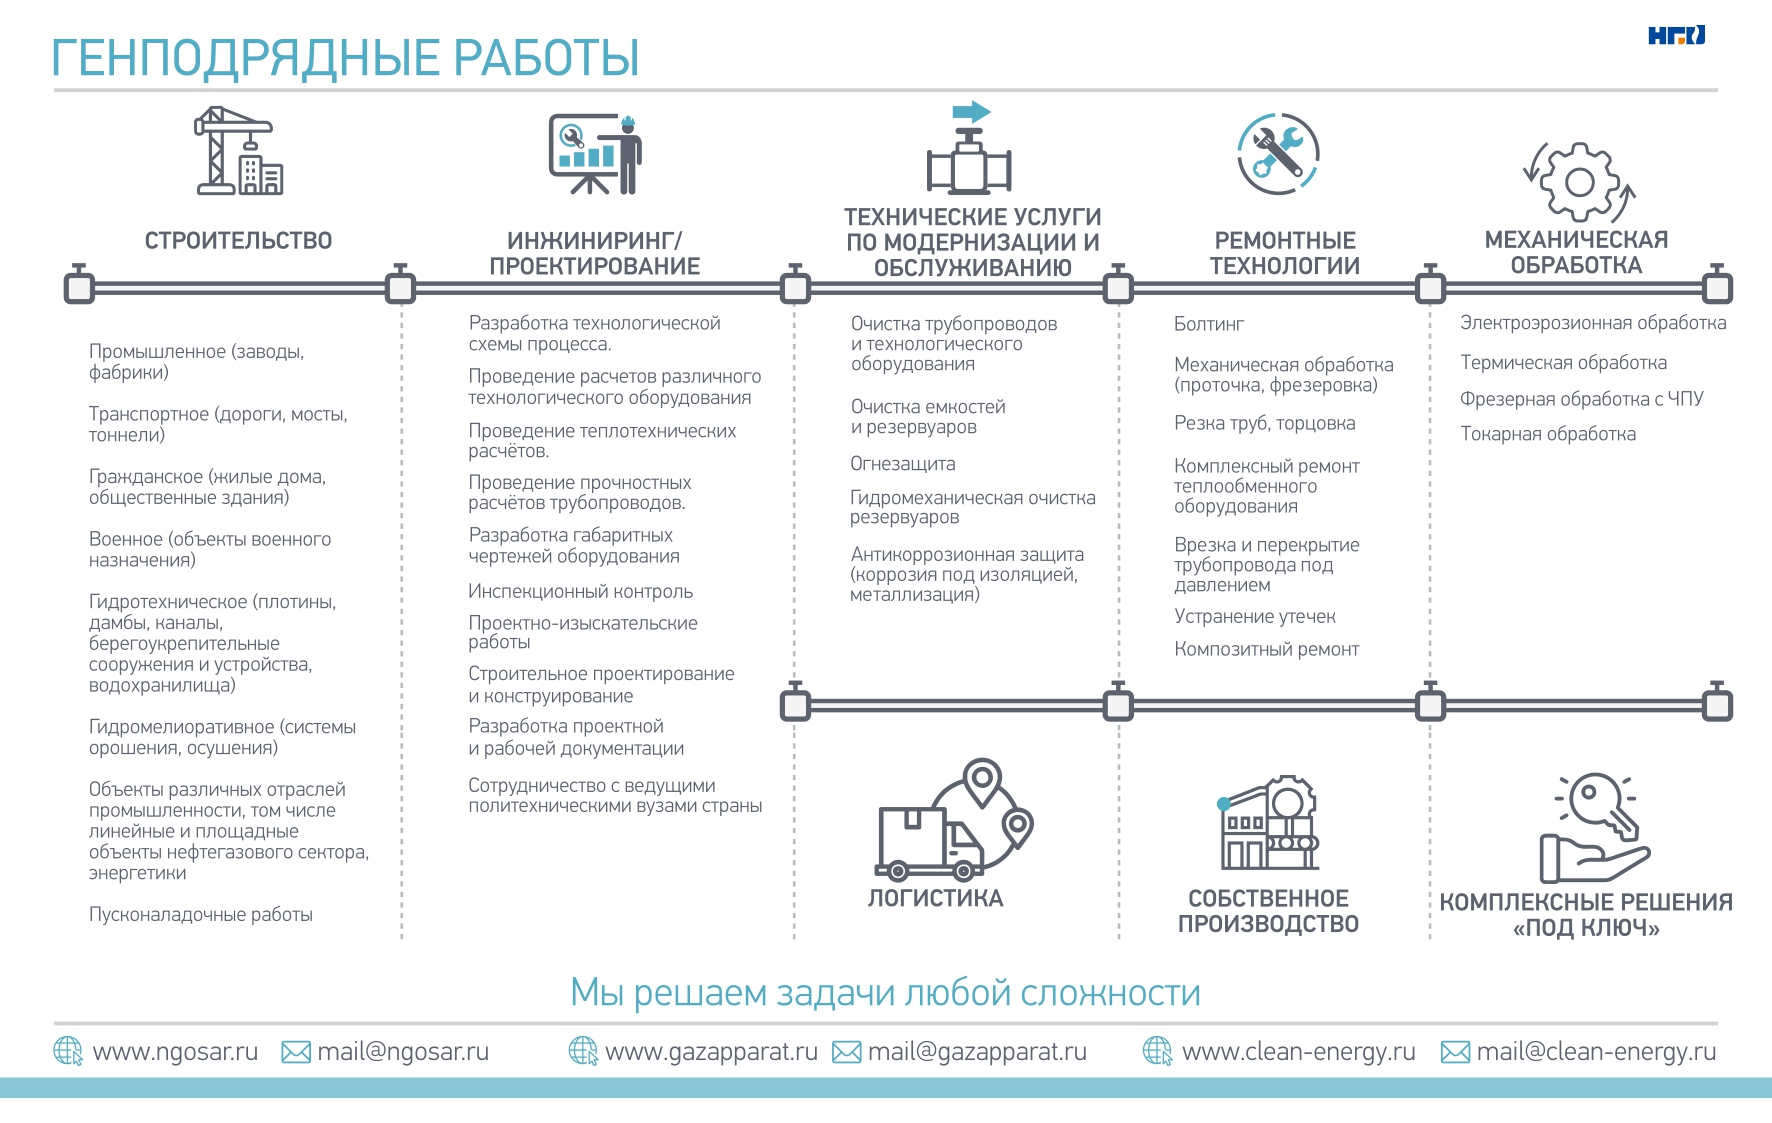 ГЕНПОДРЯДНЫЕ РАБОТЫ
НГО
СТРОИТЕЛЬСТВО
Промышленное (заводы,
фабрики)
Транспортное (дороги, мосты,
тоннели)
Гражданское (жилые дома,
общественные здания)
Военное (объекты военного
назначения)
Гидротехническое (плотины,
дамбы, каналы,
берегоукрепительные
сооружения и устройства,
водохранилища)
Гидромелиоративное (системы
орошения, осушения)
Объекты различных отраслей
промышленности, том числе
линейные и площадные
объекты нефтегазового сектора,
энергетики
Пусконаладочные работы
ИНЖИНИРИНГ/
ПРОЕКТИРОВАНИЕ
Разработка технологической
схемы процесса.
Проведение расчетов различного
технологического оборудования
Проведение теплотехнических
расчётов.
Проведение прочностных
расчётов трубопроводов.
Разработка габаритных
чертежей оборудования
Инспекционный контроль
Проектно-изыскательские
работы
Строительное проектирование
и конструирование
Разработка проектной
и рабочей документации
Сотрудничество с ведущими
политехническими вузами страны
ТЕХНИЧЕСКИЕ УСЛУГИ
ПО МОДЕРНИЗАЦИИ И
ОБСЛУЖИВАНИЮ
Очистка трубопроводов
и технологического
оборудования
Очистка емкостей
и резервуаров
Огнезащита
Гидромеханическая очистка
резервуаров
Антикоррозионная защита
(коррозия под изоляцией,
металлизация)
РЕМОНТНЫЕ
ТЕХНОЛОГИИ
Болтинг
Механическая обработка
(проточка, фрезеровка)
Резка труб, торцовка
Комплексный ремонт
теплообменного
оборудования
Врезка и перекрытие
трубопровода под
давлением
Устранение утечек
Композитный ремонт
МЕХАНИЧЕСКАЯ
ОБРАБОТКА
Электроэрозионная обработка
Термическая обработка
Фрезерная обработка с ЧПУ
Токарная обработка
ЛОГИСТИКА
СОБСТВЕННОЕ
ПРОИЗВОДСТВО
КОМПЛЕКСНЫЕ РЕШЕНИЯ
«ПОД КЛЮЧ»
Мы решаем задачи любой сложности
www.ngosar.ru mail@ngosar.ru www.gazapparat.ru mail@gazapparat.ru www.clean-energy.ru mail@clean-energy.ru